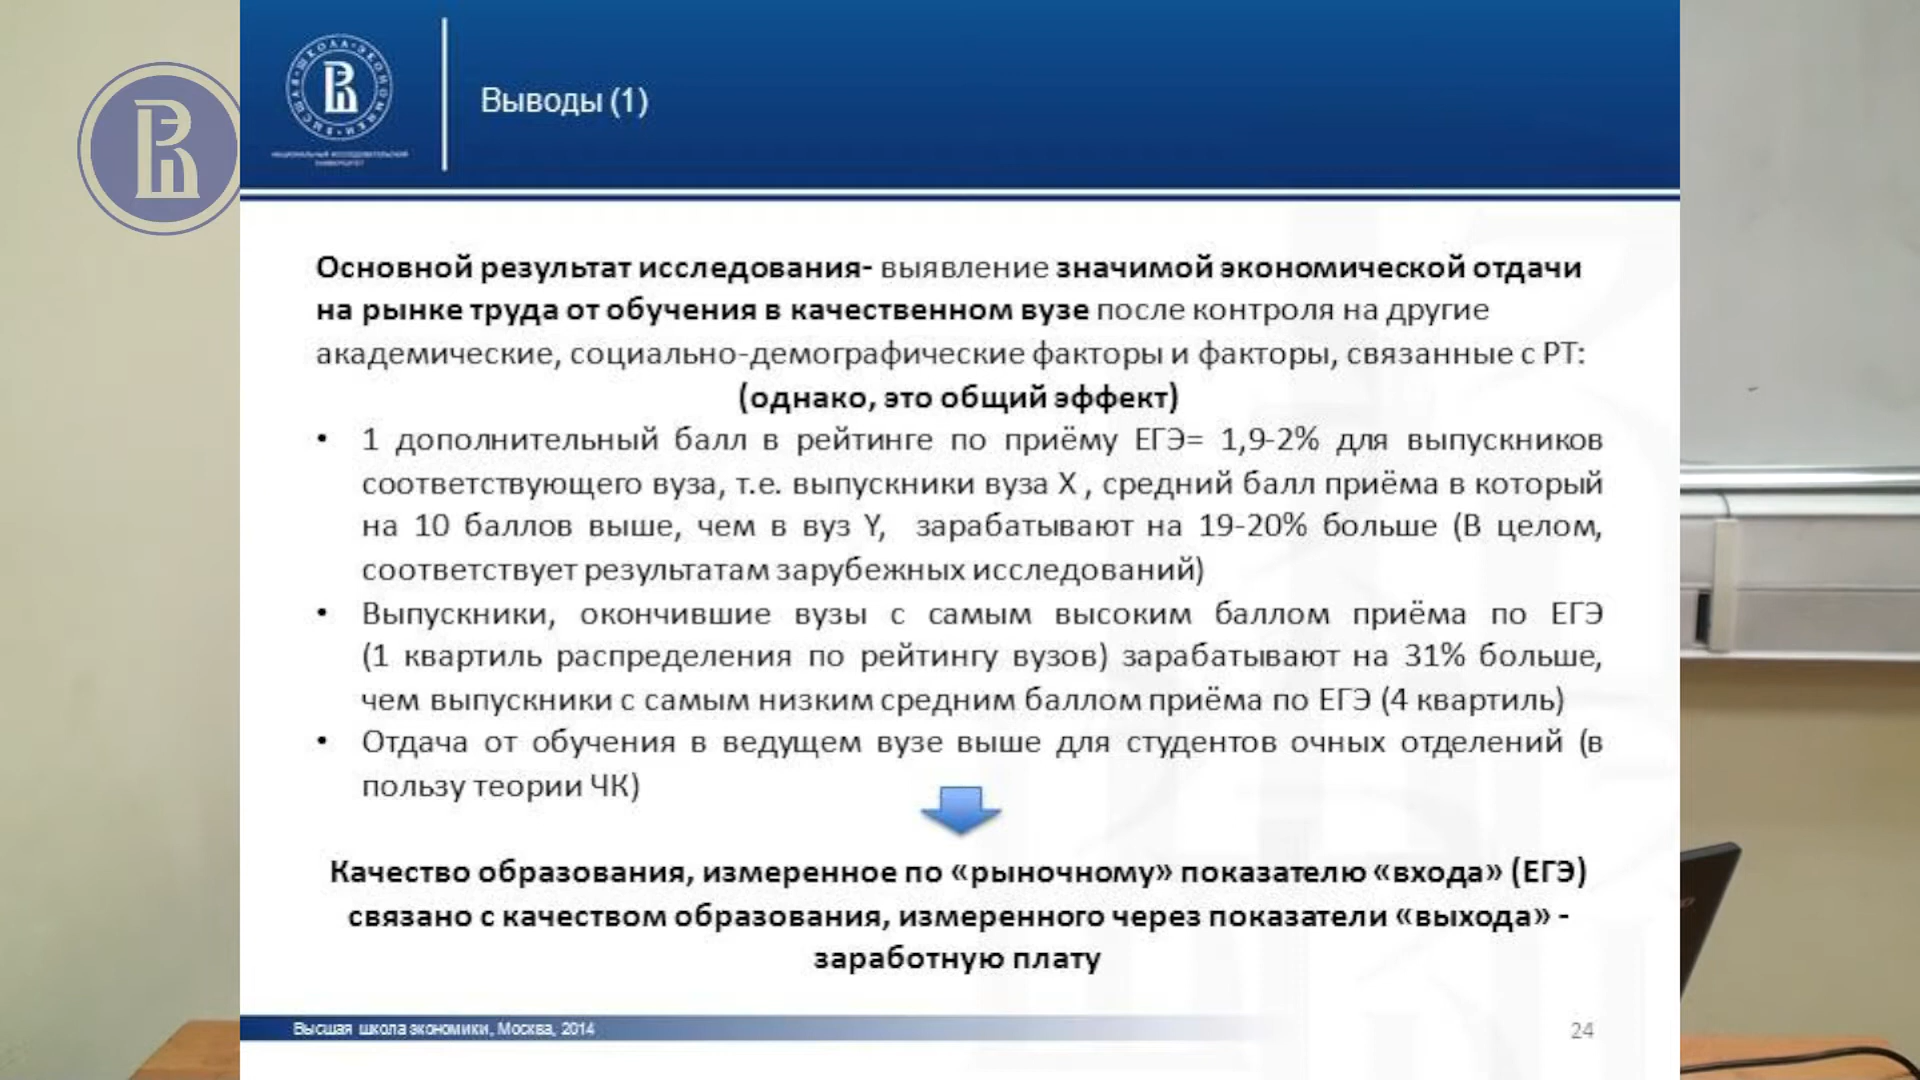 Выводы (1)
ВЫСШАЯ ШКОЛА ЭКОНОМИКИ
НАЦИОНАЛЬНЫЙ ИССЛЕДОВАТЕЛЬСКИЙ
УНИВЕРСИТЕТ
Основной результат исследования- выявление значимой экономической отдачи
на рынке труда от обучения в качественном вузе после контроля на другие
академические, социально-демографические факторы и факторы, связанные с РТ:
(однако, это общий эффект)
• 1 дополнительный балл в рейтинге по приёму ЕГЭ= 1,9-2% для выпускников
соответствующего вуза, т.е. выпускники вуза X , средний балл приёма в который
на 10 баллов выше, чем в вуз Y, зарабатывают на 19-20% больше (В целом,
соответствует результатам зарубежных исследований)
• Выпускники, окончившие вузы с самым высоким баллом приёма по ЕГЭ
(1 квартиль распределения по рейтингу вузов) зарабатывают на 31% больше,
чем выпускники с самым низким средним баллом приёма по ЕГЭ (4 квартиль)
• Отдача от обучения в ведущем вузе выше для студентов очных отделений (в
пользу теории ЧК)
Качество образования, измеренное по «рыночному» показателю «входа» (ЕГЭ)
связано с качеством образования, измеренного через показатели «выхода» -
заработную плату
Высшая школа экономики, Москва, 2014
24